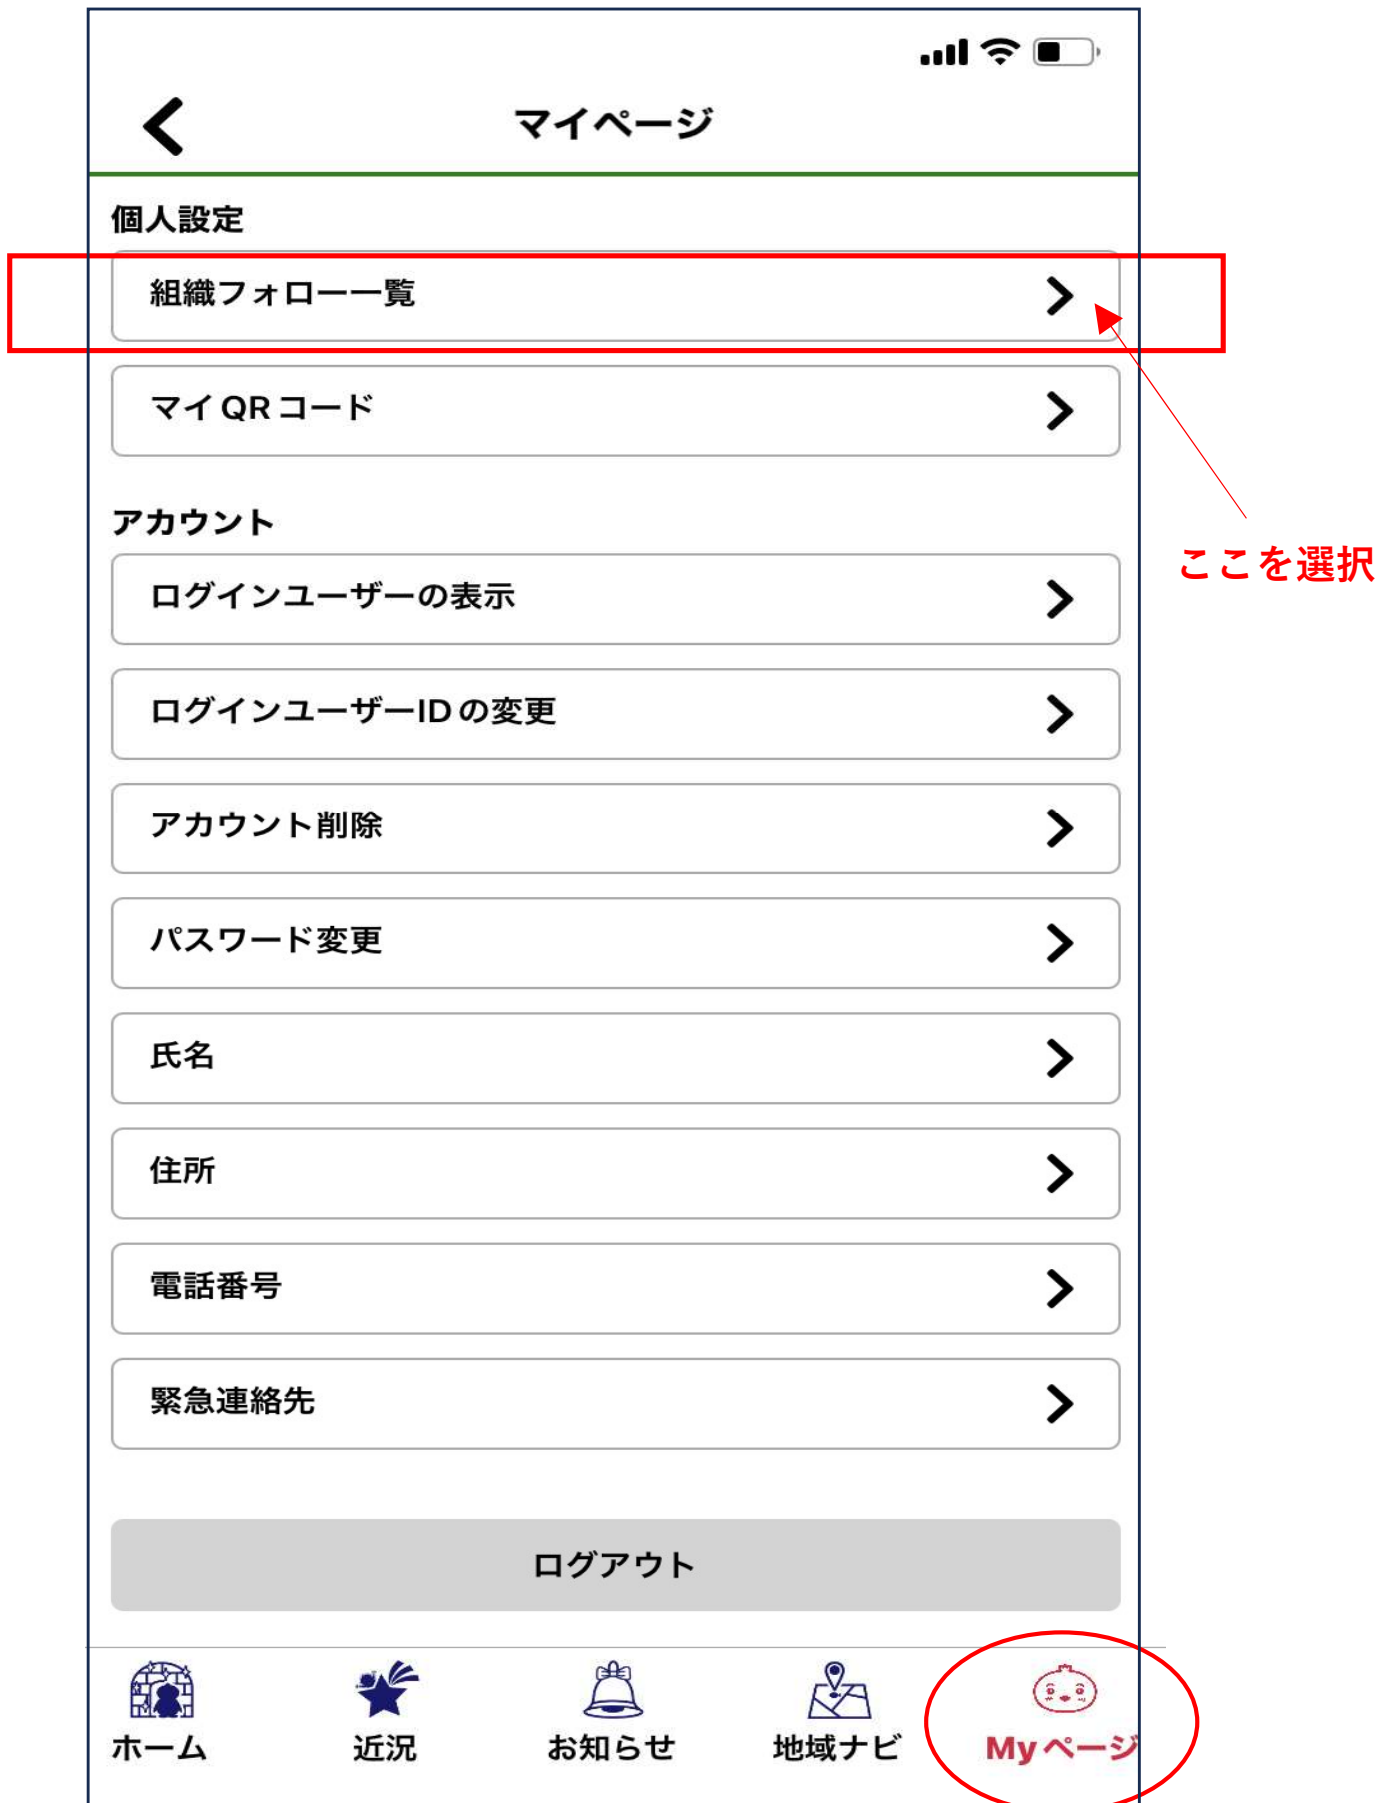 マイページ
個人設定
組織フォロー一覧
マイQRコード
アカウント
ログインユーザーの表示
ここを選択
ログインユーザーIDの変更
アカウント削除
パスワード変更
氏名
住所
電話番号
緊急連絡先
ログアウト
ホーム 近況 お知らせ 地域ナビ Myページ